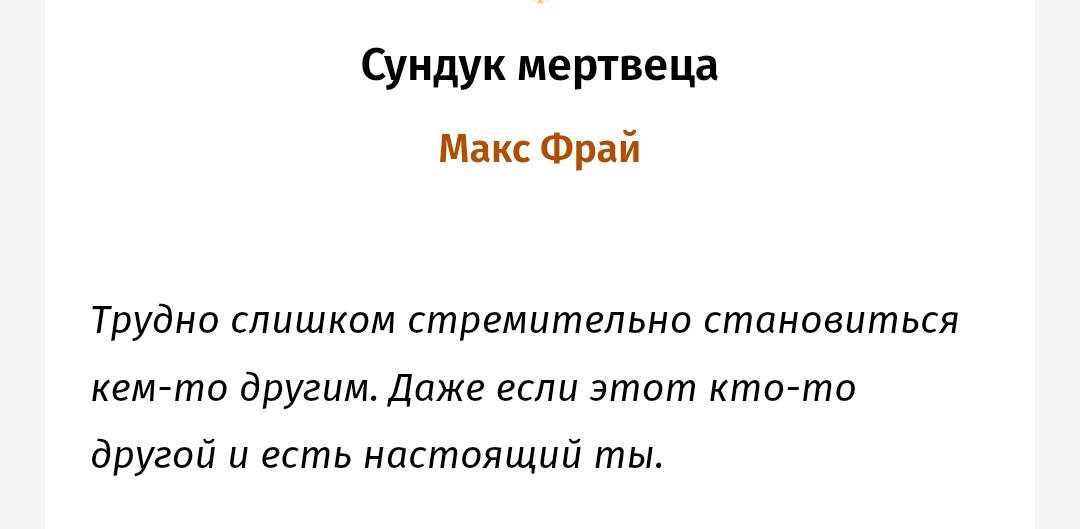 Сундук мертвеца
Макс Фрай
Трудно слишком стремительно становиться
кем-то другим. Даже если этот кто-то
другой и есть настоящий ты.